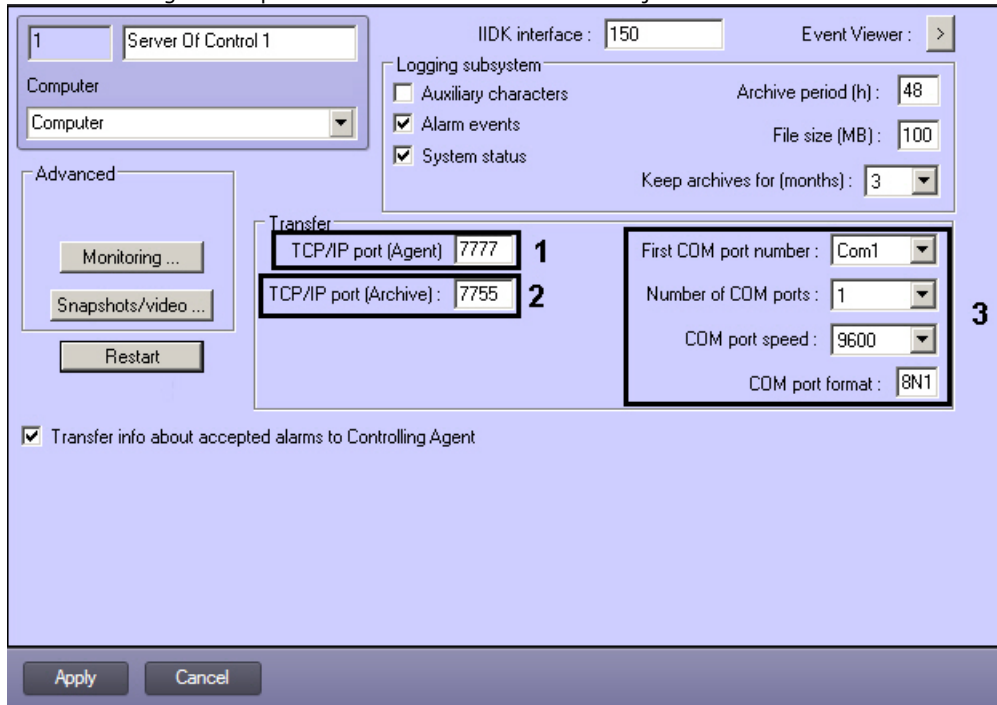 1 Server Of Control 1
IIDK interface : 150
Event Viewer : >
Computer
Computer
Logging subsystem
Auxiliary characters
Alarm events
System status
Archive period (h) : 48
File size (MB) : 100
Keep archives for (months) : 3
Advanced
Monitoring ...
Snapshots/video ...
Restart
Transfer
TCP/IP port (Agent) 7777 1
TCP/IP port (Archive) : 7755 2
First COM port number : Com1
Number of COM ports : 1
COM port speed : 9600
COM port format : 8N1
3
Transfer info about accepted alarms to Controlling Agent
Apply Cancel